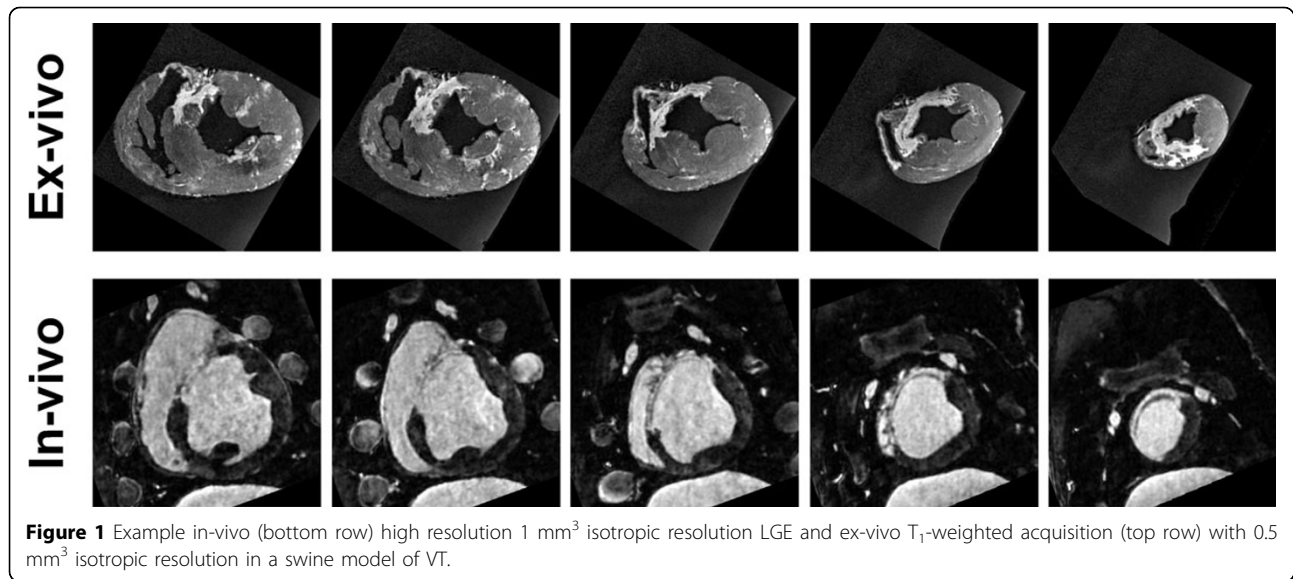 Ex-vivo
In-vivo
Figure 1 Example in-vivo (bottom row) high resolution 1 mm³ isotropic resolution LGE and ex-vivo T₁-weighted acquisition (top row) with 0.5
mm³ isotropic resolution in a swine model of VT.